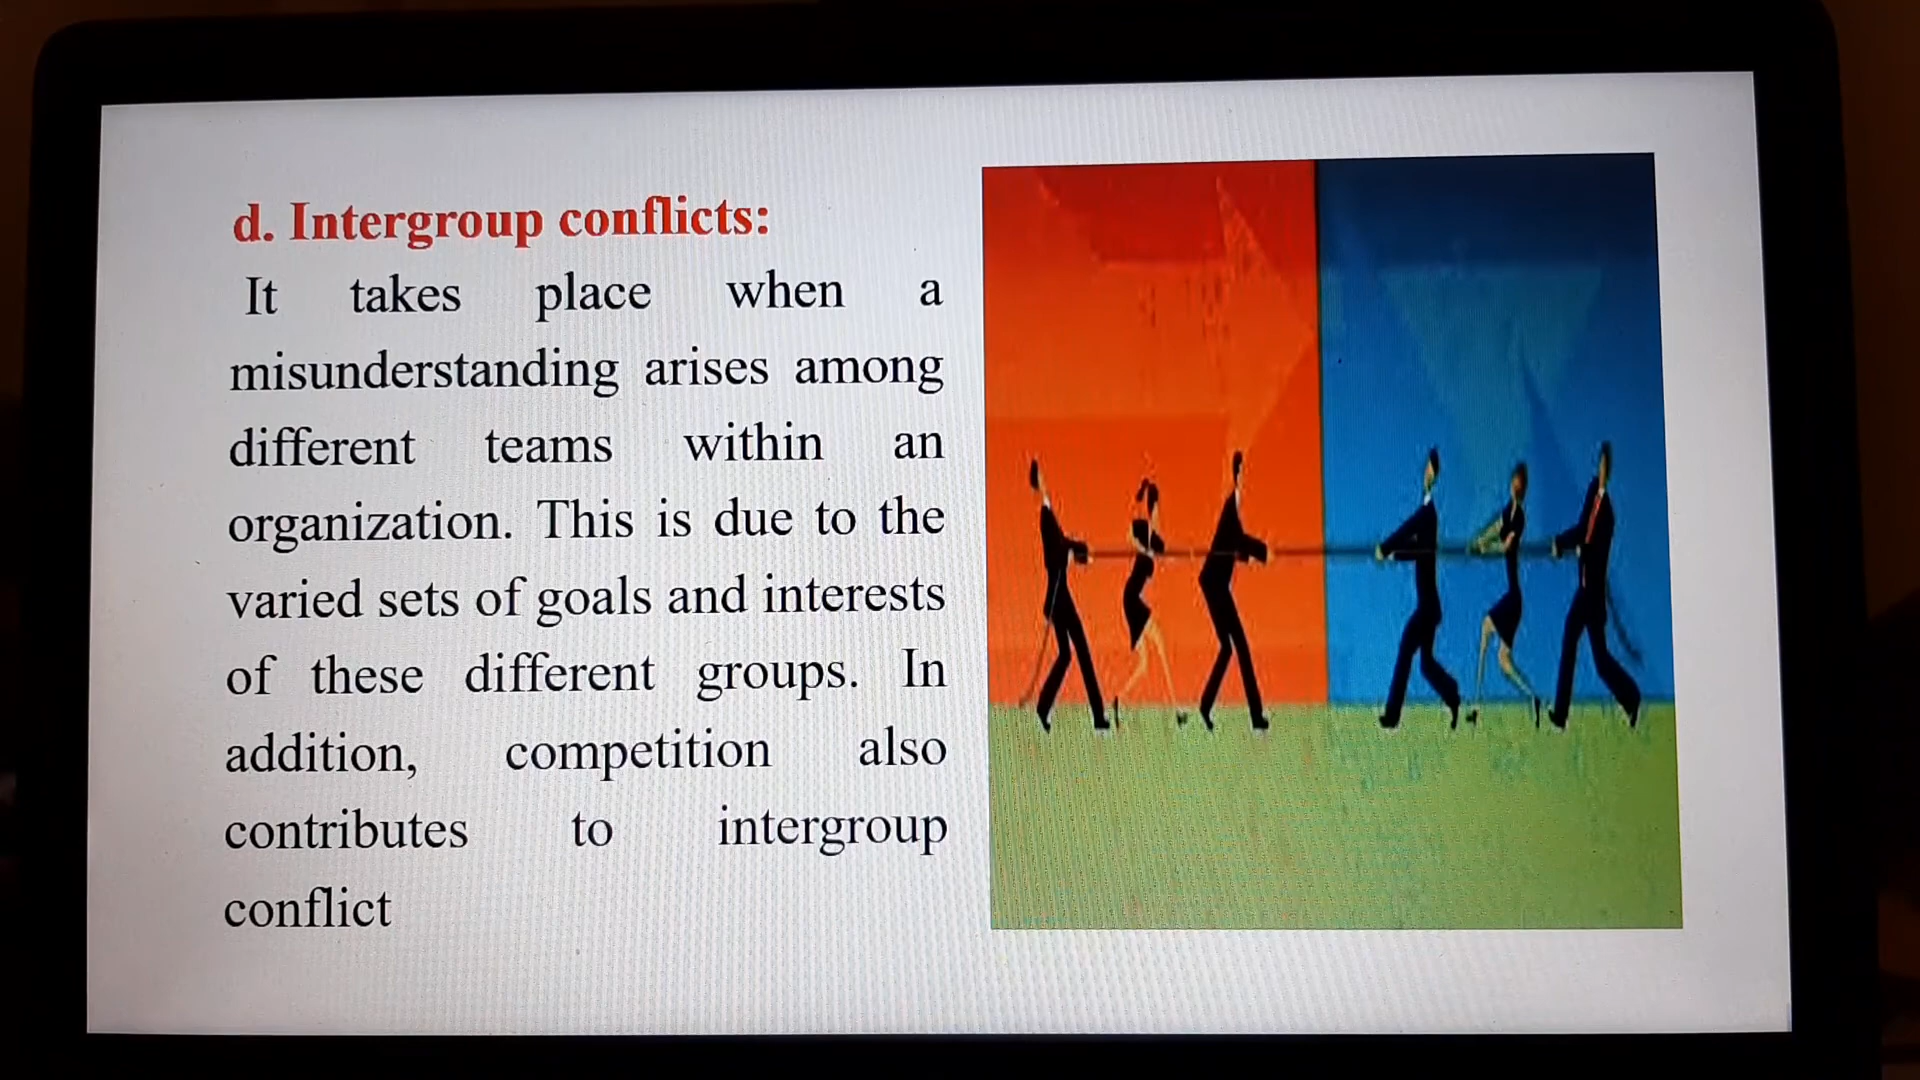 d. Intergroup conflicts:
It takes place when a
misunderstanding arises among
different teams within an
organization. This is due to the
varied sets of goals and interests
of these different groups. In
addition, competition also
contributes to intergroup
conflict